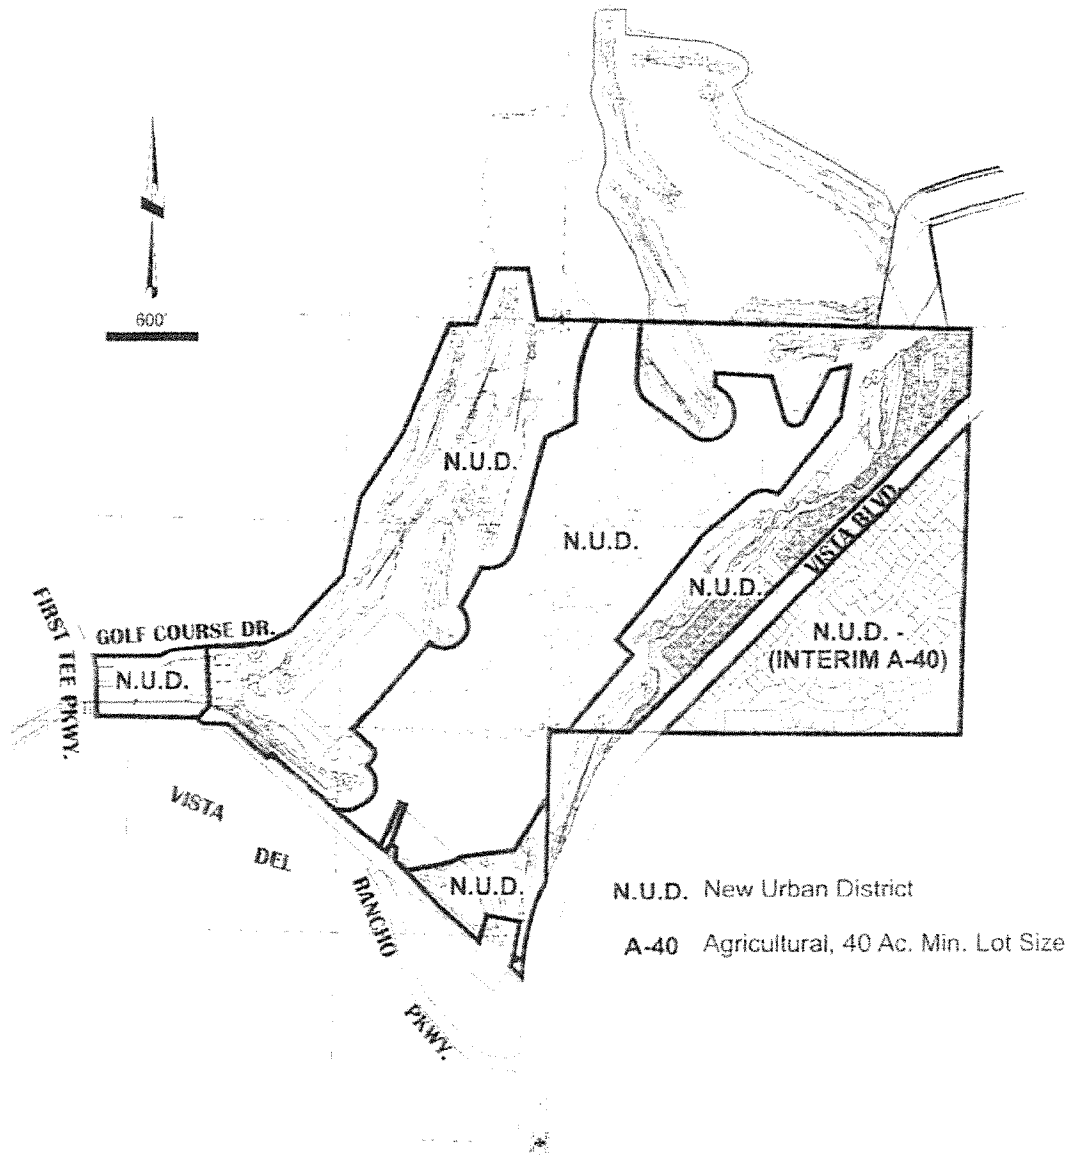 600'
N.U.D.
N.U.D.
N.U.D.
VISTA BLVD.
FIRST TEE PKWY.
GOLF COURSE DR.
N.U.D. -
(INTERIM A-40)
N.U.D.
VISTA
DEL
RANCHO
PKWY.
N.U.D.
N.U.D. New Urban District
A-40 Agricultural, 40 Ac. Min. Lot Size